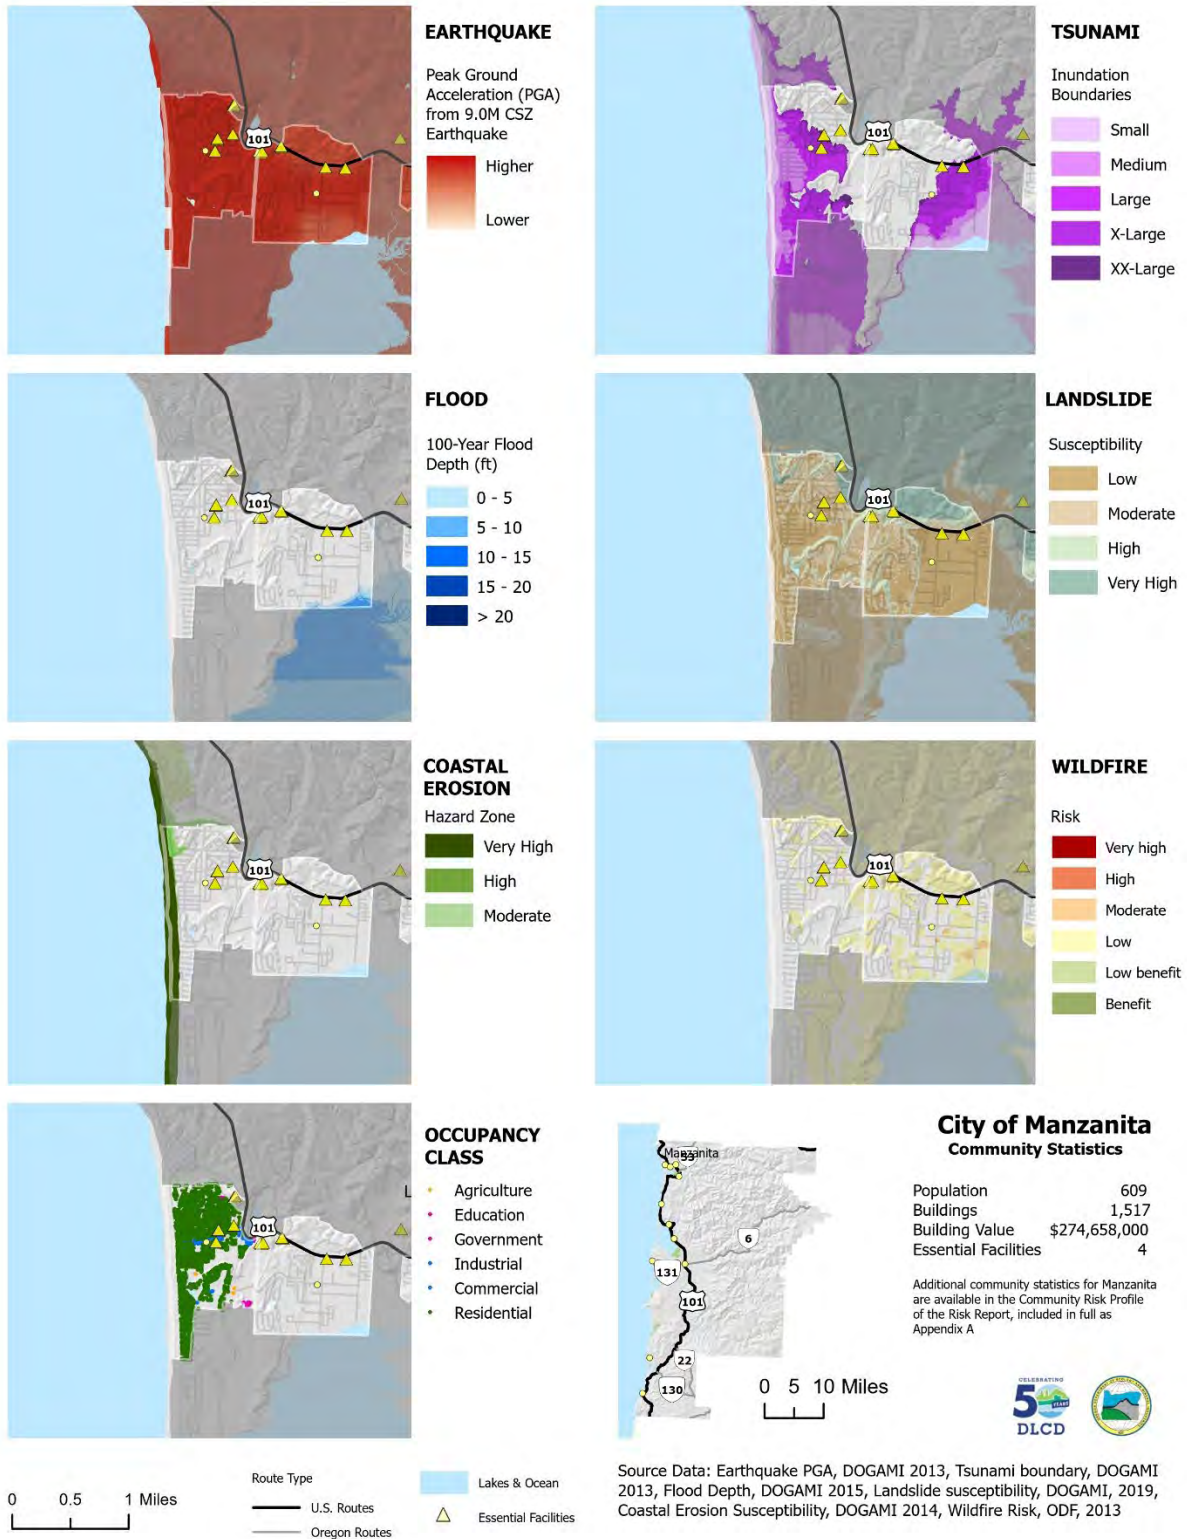 EARTHQUAKE
Peak Ground
Acceleration (PGA)
from 9.0M CSZ
Earthquake
Higher
Lower
101
TSUNAMI
Inundation
Boundaries
Small
Medium
Large
X-Large
XX-Large
101
FLOOD
100-Year Flood
Depth (ft)
0 - 5
5 - 10
10 - 15
15 - 20
> 20
101
LANDSLIDE
Susceptibility
Low
Moderate
High
Very High
101
COASTAL
EROSION
Hazard Zone
Very High
High
Moderate
101
WILDFIRE
Risk
Very high
High
Moderate
Low
Low benefit
Benefit
101
OCCUPANCY
CLASS
Agriculture
Education
Government
Industrial
Commercial
Residential
101
L
Manzanita
53
6
131
101
22
130
0 5 10 Miles
City of Manzanita
Community Statistics
Population 609
Buildings 1,517
Building Value $274,658,000
Essential Facilities 4
Additional community statistics for Manzanita
are available in the Community Risk Profile
of the Risk Report, included in full as
Appendix A
CELEBRATING
50
YEARS
DLCD
0 0.5 1 Miles
Route Type
U.S. Routes
Oregon Routes
Lakes & Ocean
Essential Facilities
Source Data: Earthquake PGA, DOGAMI 2013, Tsunami boundary, DOGAMI
2013, Flood Depth, DOGAMI 2015, Landslide susceptibility, DOGAMI, 2019,
Coastal Erosion Susceptibility, DOGAMI 2014, Wildfire Risk, ODF, 2013